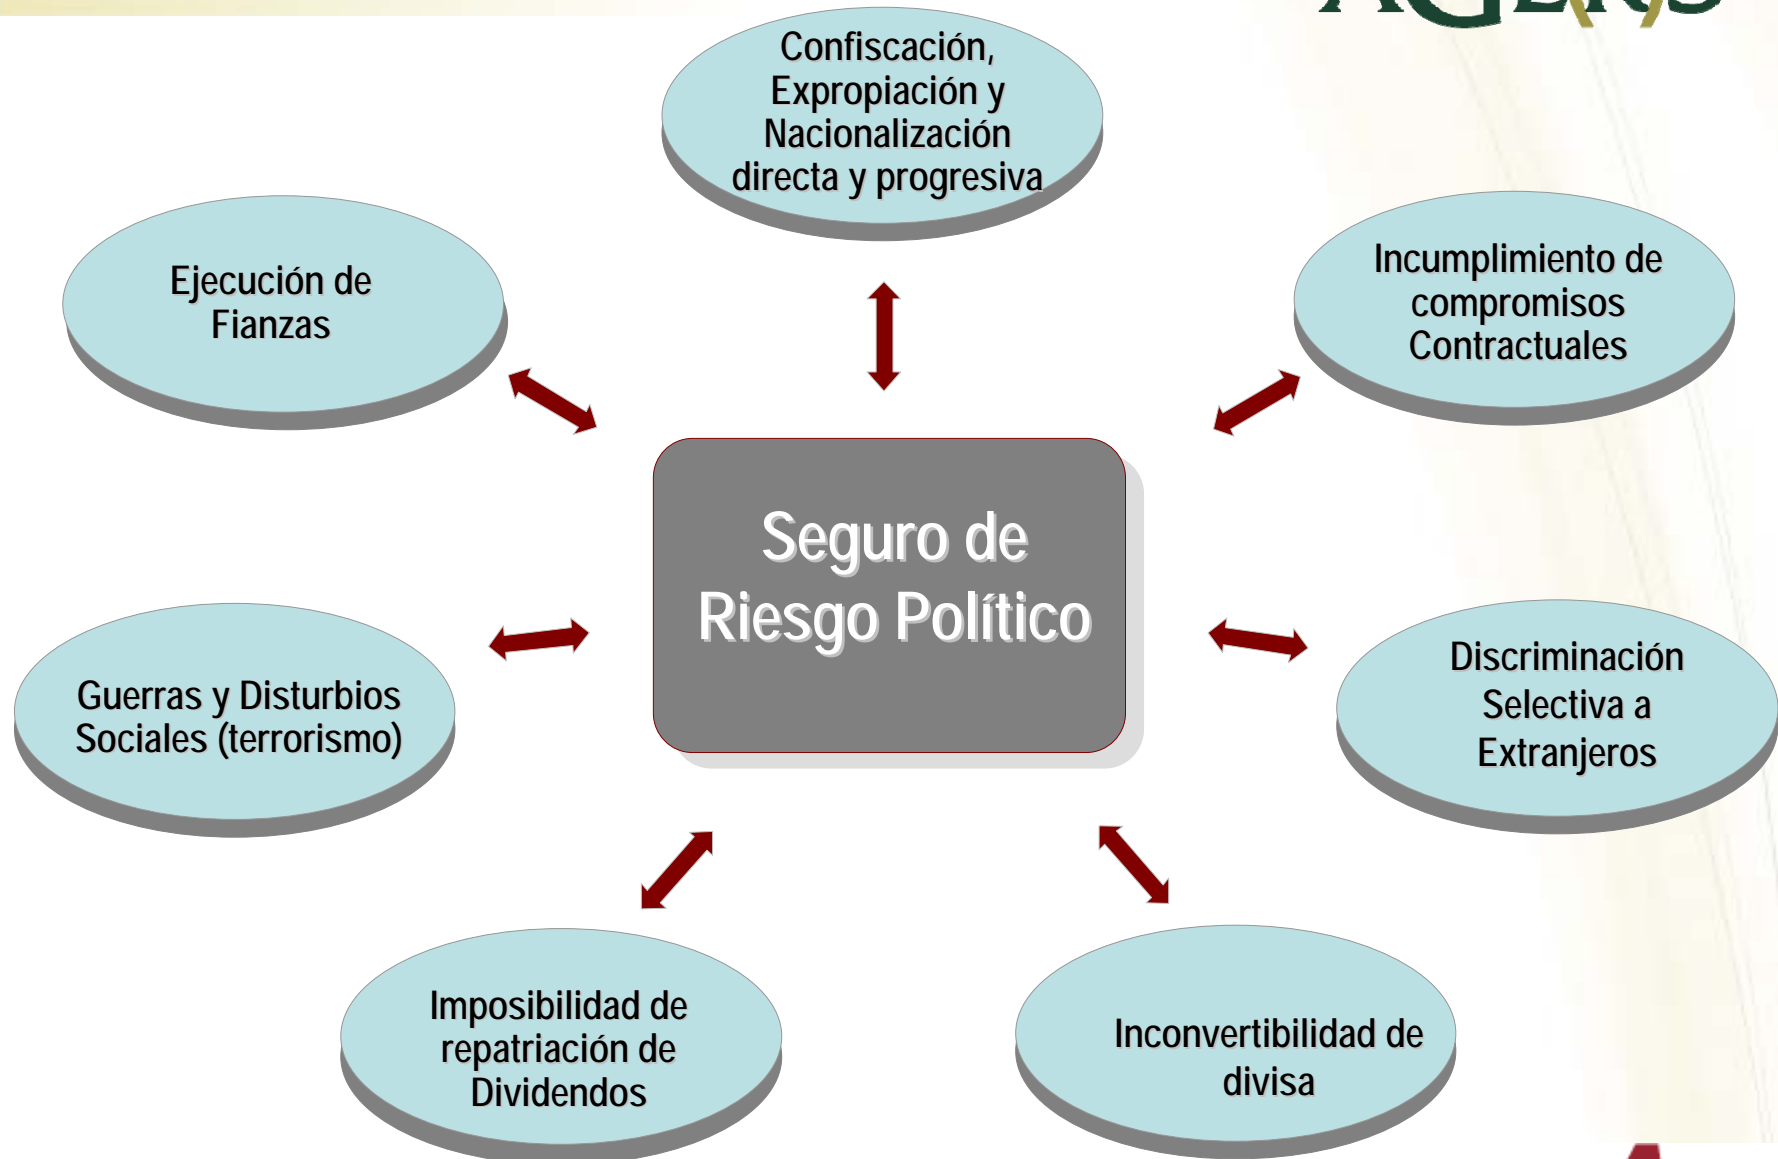 AGERS
Confiscación,
Expropiación y
Nacionalización
directa y progresiva
Ejecución de
Fianzas
Incumplimiento de
compromisos
Contractuales
Seguro de
Riesgo Político
Guerras y Disturbios
Sociales (terrorismo)
Discriminación
Selectiva a
Extranjeros
Imposibilidad de
repatriación de
Dividendos
Inconvertibilidad de
divisa